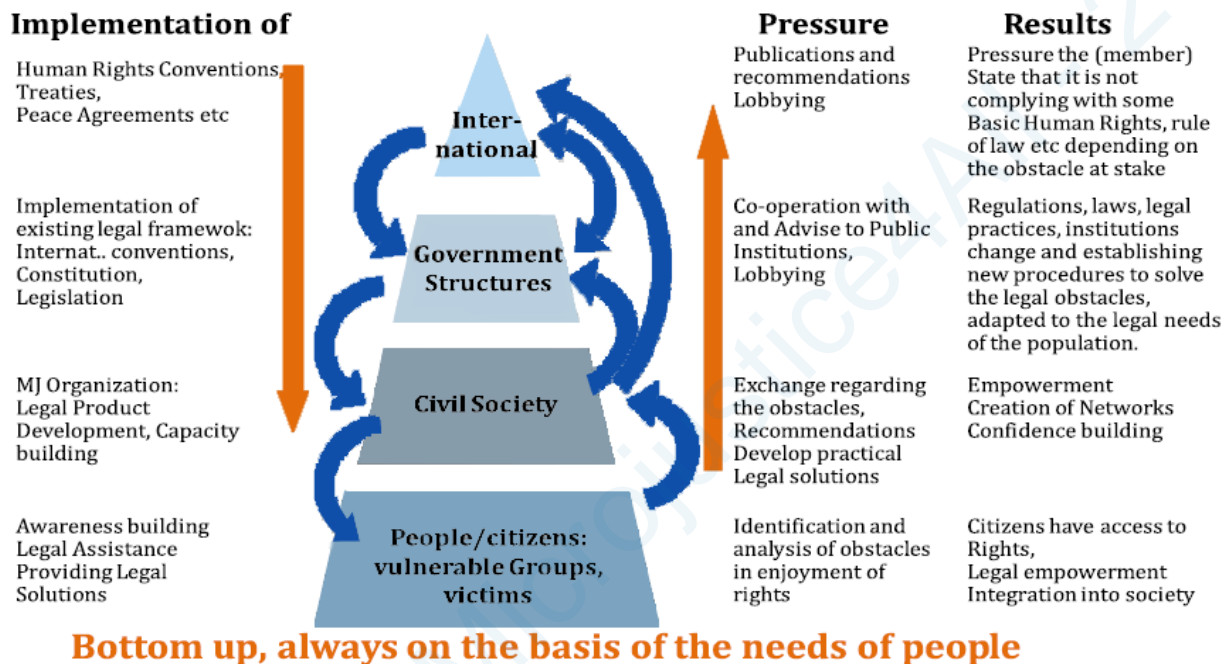 Implementation of
Human Rights Conventions,
Treaties,
Peace Agreements etc
Implementation of
existing legal framewok:
Internat.. conventions,
Constitution,
Legislation
MJ Organization:
Legal Product
Development, Capacity
building
Awareness building
Legal Assistance
Providing Legal
Solutions
Inter-
national
Government
Structures
Civil Society
People/citizens:
vulnerable Groups,
victims
Pressure
Publications and
recommendations
Lobbying
Co-operation with
and Advise to Public
Institutions,
Lobbying
Exchange regarding
the obstacles,
Recommendations
Develop practical
Legal solutions
Identification and
analysis of obstacles
in enjoyment of
rights
Results
Pressure the (member)
State that it is not
complying with some
Basic Human Rights, rule
of law etc depending on
the obstacle at stake
Regulations, laws, legal
practices, institutions
change and establishing
new procedures to solve
the legal obstacles,
adapted to the legal needs
of the population.
Empowerment
Creation of Networks
Confidence building
Citizens have access to
Rights,
Legal empowerment
Integration into society
Bottom up, always on the basis of the needs of people
Microjustice4All